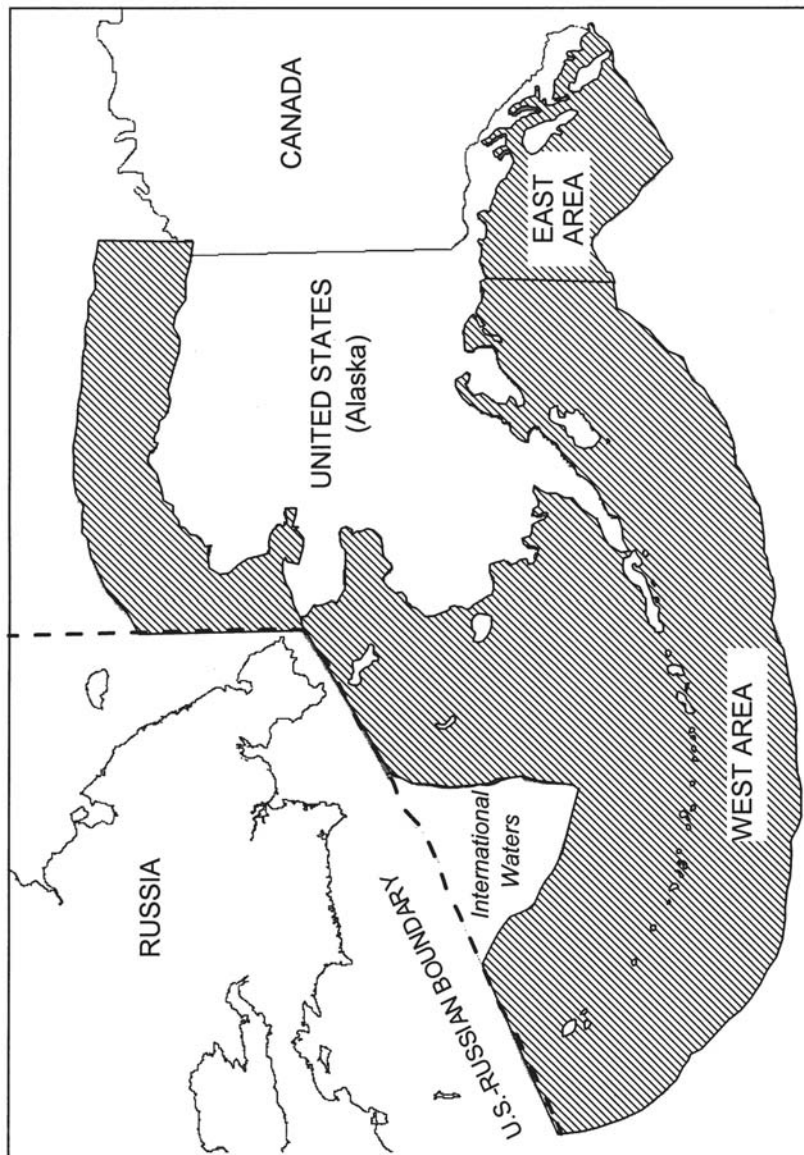 RUSSIA
CANADA
UNITED STATES
(Alaska)
U.S.-RUSSIAN BOUNDARY
International
Waters
EAST
AREA
WEST AREA